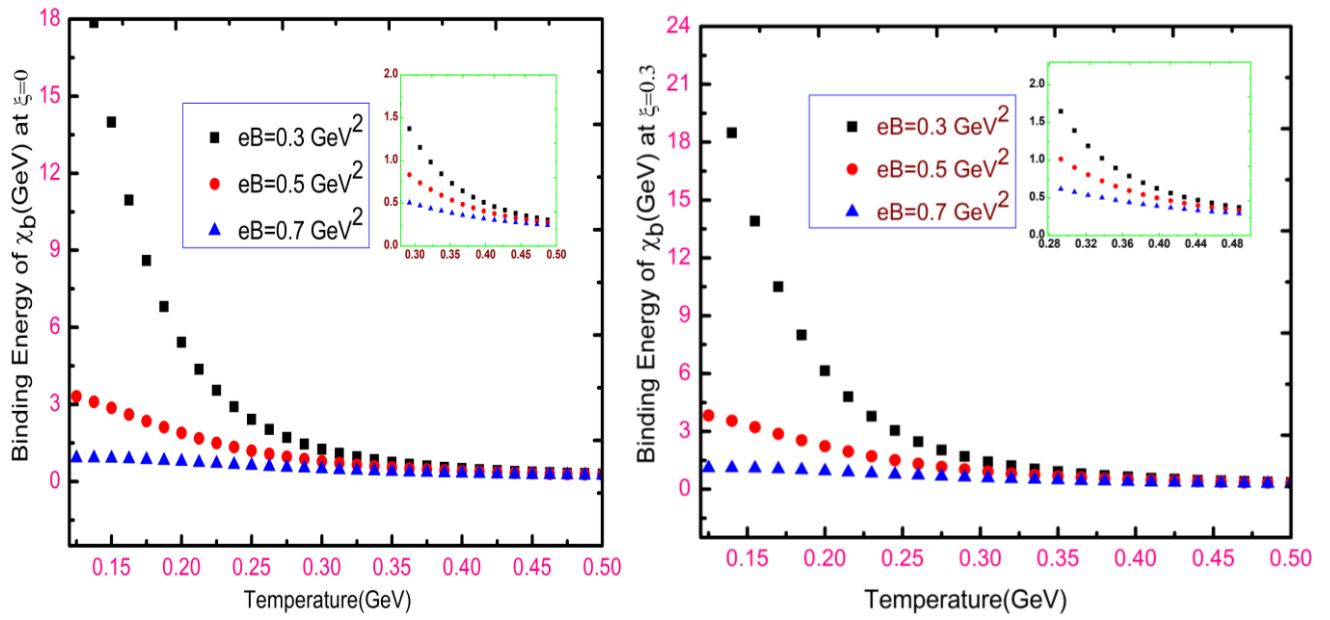 Binding Energy of χb(GeV) at ξ=0
18
15
12
9
6
3
0
0.15 0.20 0.25 0.30 0.35 0.40 0.45 0.50
Temperature(GeV)
eB=0.3 GeV²
eB=0.5 GeV²
eB=0.7 GeV²
2.0
1.5
1.0
0.5
0.0
0.30 0.35 0.40 0.45 0.50
Binding Energy of χb(GeV) at ξ=0.3
24
21
18
15
12
9
6
3
0
0.15 0.20 0.25 0.30 0.35 0.40 0.45 0.50
Temperature(GeV)
eB=0.3 GeV²
eB=0.5 GeV²
eB=0.7 GeV²
2.0
1.5
1.0
0.5
0.0
0.28 0.32 0.36 0.40 0.44 0.48